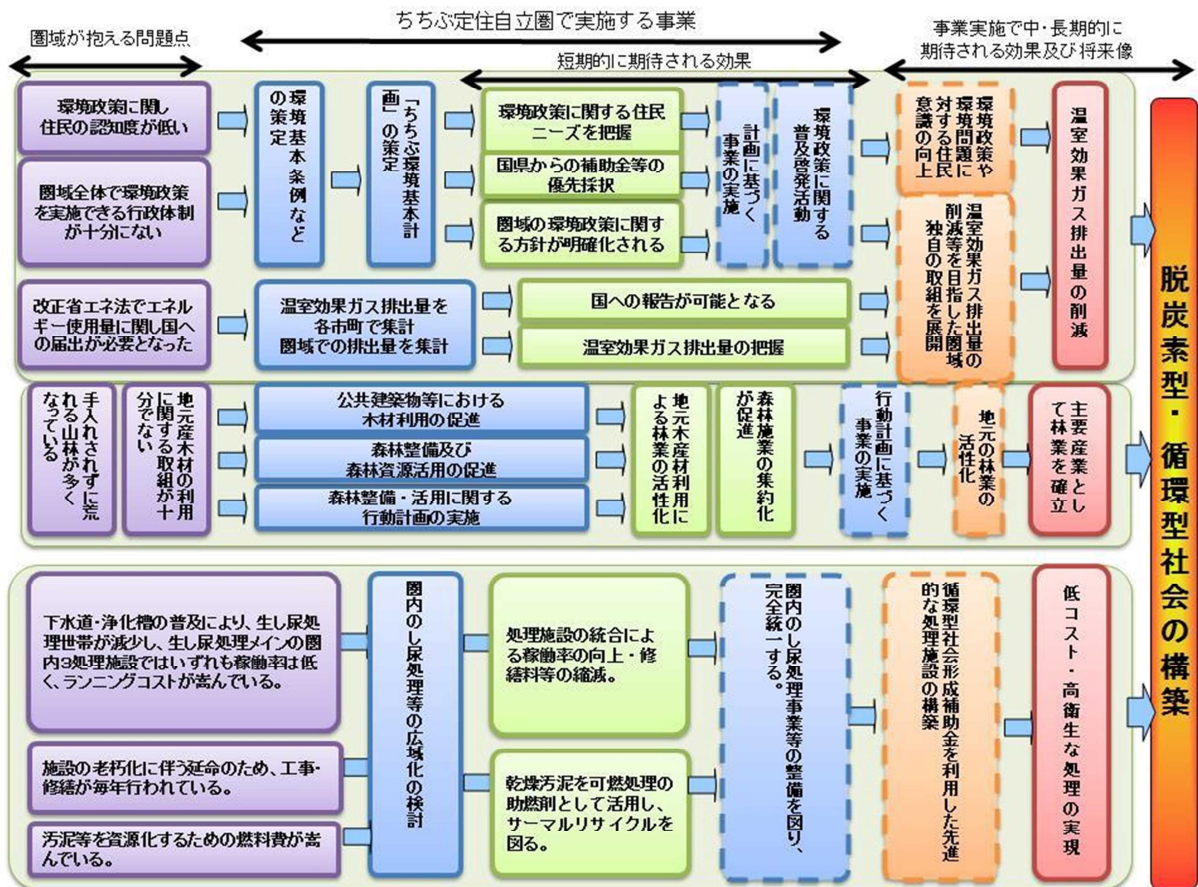 ちちぶ定住自立圏で実施する事業
圏域が抱える問題点
事業実施で中・長期的に
期待される効果及び将来像
短期的に期待される効果
環境政策に関し
住民の認知度が低い
圏域全体で環境政策
を実施できる行政体制
が十分にない
環境基本条例など
の策定
「ちちぶ環境基本計
画」の策定
環境政策に関する住民
ニーズを把握
国県からの補助金等の
優先採択
圏域の環境政策に関する
方針が明確化される
計画に基づく
事業の実施
環境政策に関する
普及啓発活動
環境政策や
環境問題に
対する住民
意識の向上
温室効果ガス排出量の
削減等を目指した圏域
独自の取組を展開
温室効果ガス排出量の削減
改正省エネ法でエネル
ギー使用量に関し国へ
の届出が必要となった
温室効果ガス排出量を
各市町で集計
圏域での排出量を集計
国への報告が可能となる
温室効果ガス排出量の把握
手入れされずに荒
れる山林が多く
なっている
地元産木材の利用
に関する取組が十
分でない
公共建築物等における
木材利用の促進
森林整備及び
森林資源活用の促進
森林整備・活用に関する
行動計画の実施
地元木産材利用に
よる林業の活性化
森林施業の集約化
が促進
行動計画に基づく
事業の実施
地元の林業の
活性化
主要産業とし
て林業を確立
下水道・浄化槽の普及により、生し尿処
理世帯が減少し、生し尿処理メインの圏
内3処理施設ではいずれも稼働率は低
く、ランニングコストが嵩んでいる。
施設の老朽化に伴う延命のため、工事・
修繕が毎年行われている。
汚泥等を資源化するための燃料費が嵩
んでいる。
圏内のし尿処理等の広域化の検討
処理施設の統合によ
る稼働率の向上・修
繕料等の縮減。
乾燥汚泥を可燃処理の
助燃剤として活用し、
サーマルリサイクルを
図る。
圏内のし尿処理事業等の整備を図り、
完全統一する。
循環型社会形成補助金を利用した先進
的な処理施設の構築
低コスト・高衛生な処理の実現
脱炭素型・循環型社会の構築